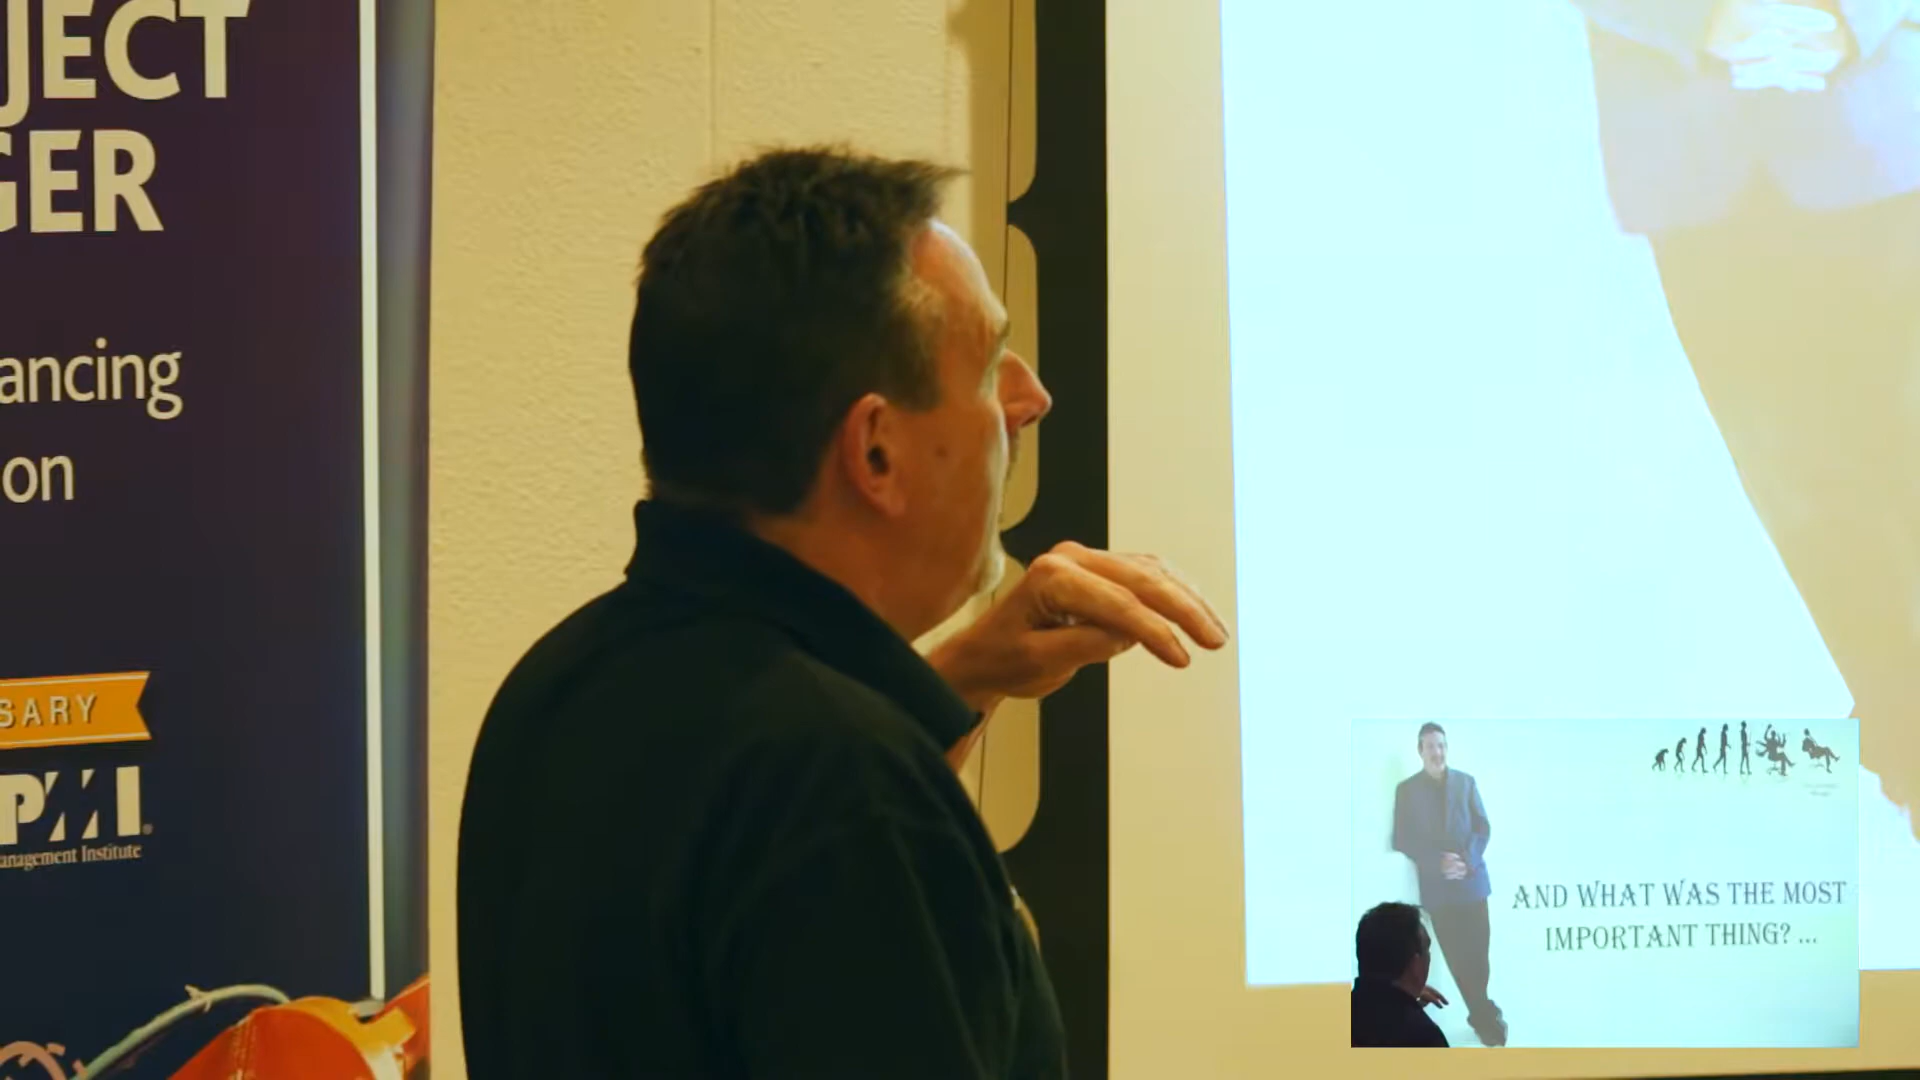 JECT
GER
ancing
on
SARY
PMI®
anagement Institute
AND WHAT WAS THE MOST
IMPORTANT THING? ...